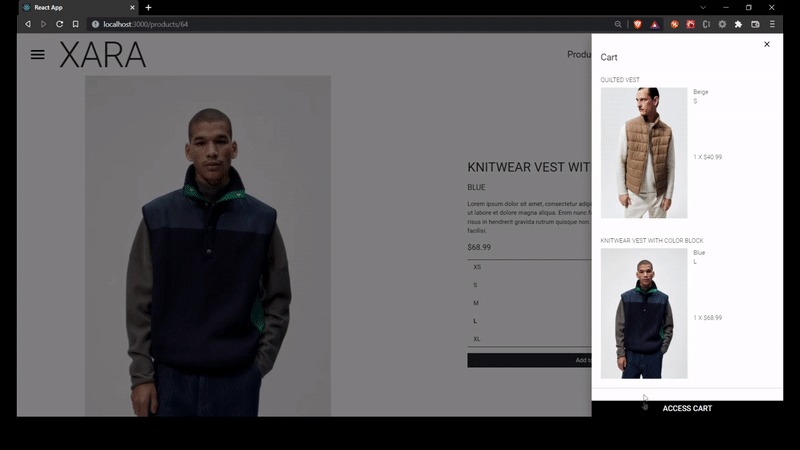 React App
localhost:3000/products/64
XARA
Produ
KNITWEAR VEST WIT
BLUE
Lorem ipsum dolor sit amet, consectetur adipi
ut labore et dolore magna aliqua. Enim nunc f
risus in hendrerit gravida rutrum quisque non
facilisi.
$68.99
XS
S
M
L
XL
Add to
Cart
QUILTED VEST
Beige
S
1 X $40.99
KNITWEAR VEST WITH COLOR BLOCK
Blue
L
1 X $68.99
ACCESS CART